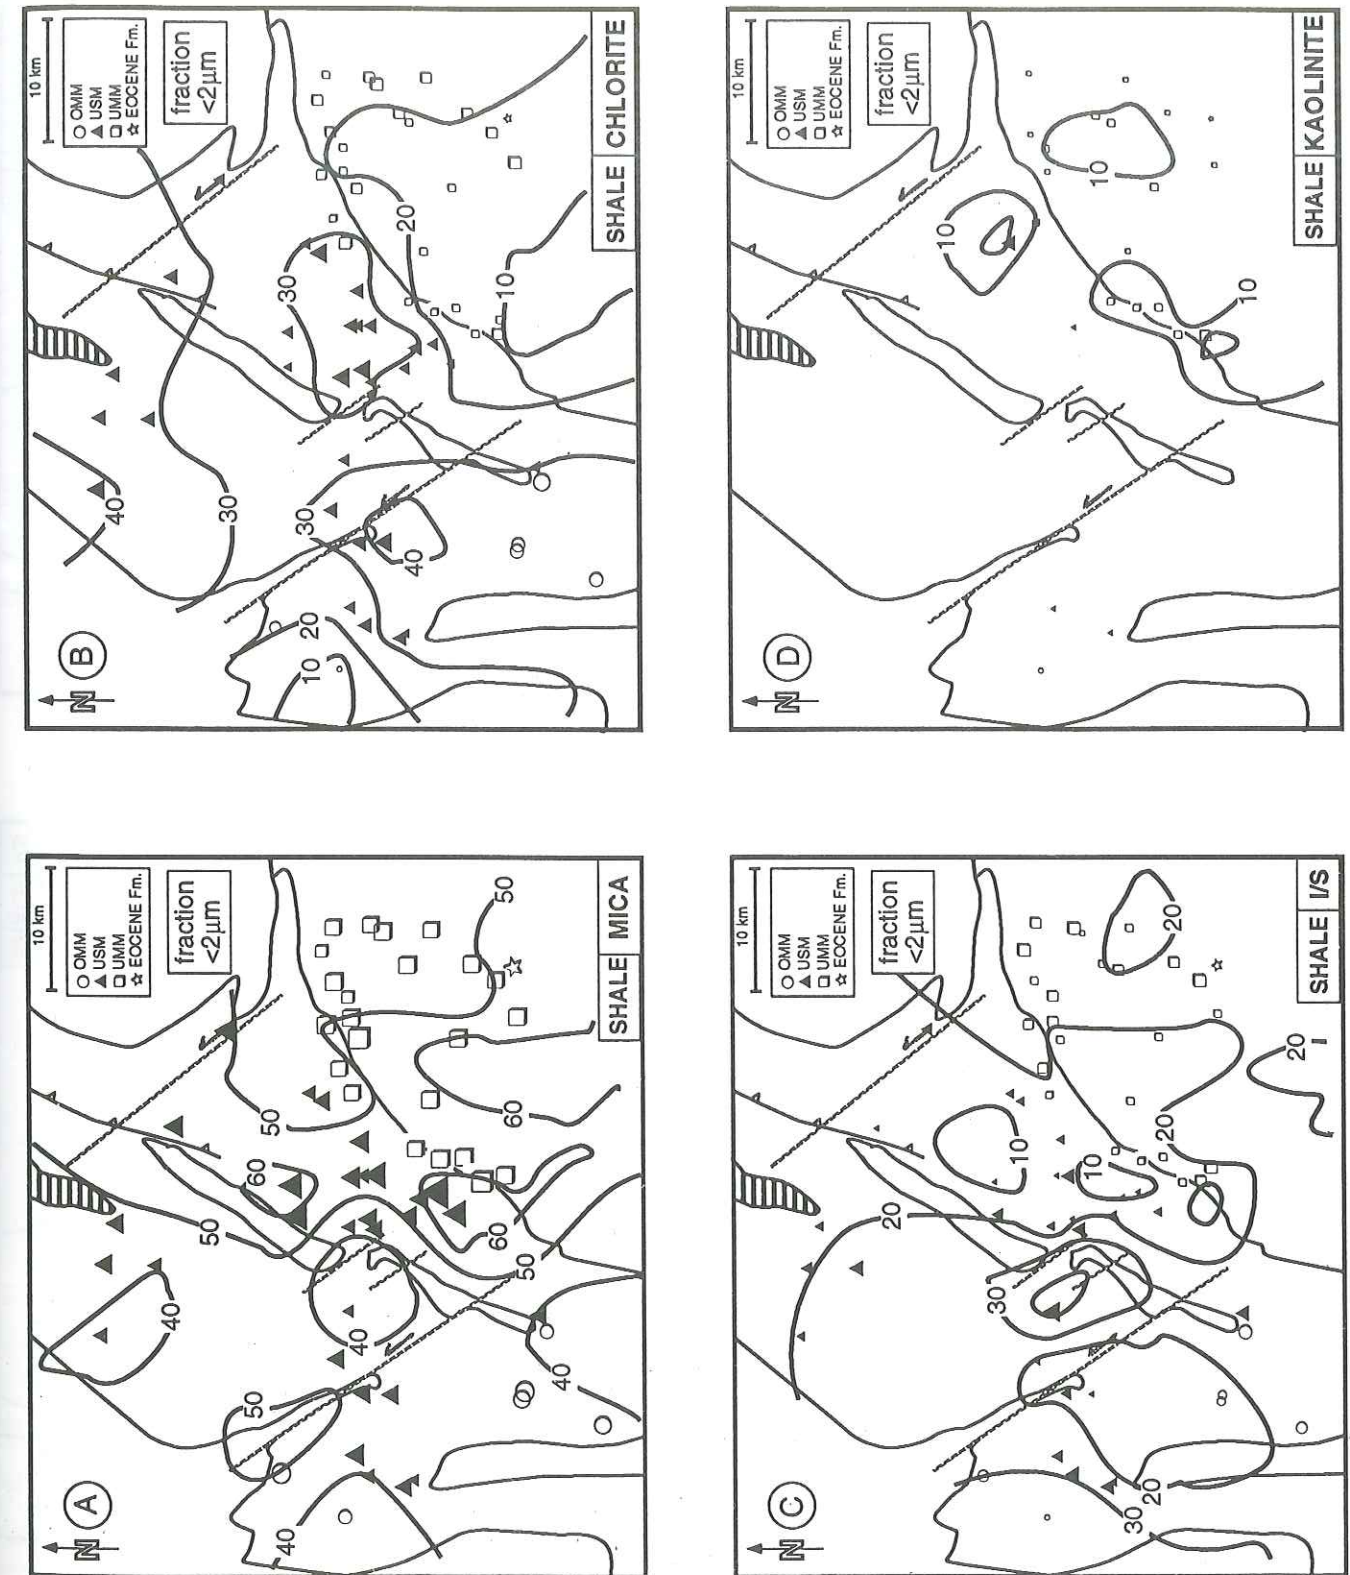 A
N
10 km
OMM
USM
UMM
EOCENE Fm.
fraction
<2µm
40
40
50
40
40
50
60
50
60
50
60
50
SHALE MICA
B
N
10 km
OMM
USM
UMM
EOCENE Fm.
fraction
<2µm
40
30
10
20
30
40
30
20
10
SHALE CHLORITE
C
N
10 km
OMM
USM
UMM
EOCENE Fm.
fraction
<2µm
20
30
10
10
20
20
20
30
20
SHALE I/S
D
N
10 km
OMM
USM
UMM
EOCENE Fm.
fraction
<2µm
10
10
10
SHALE KAOLINITE